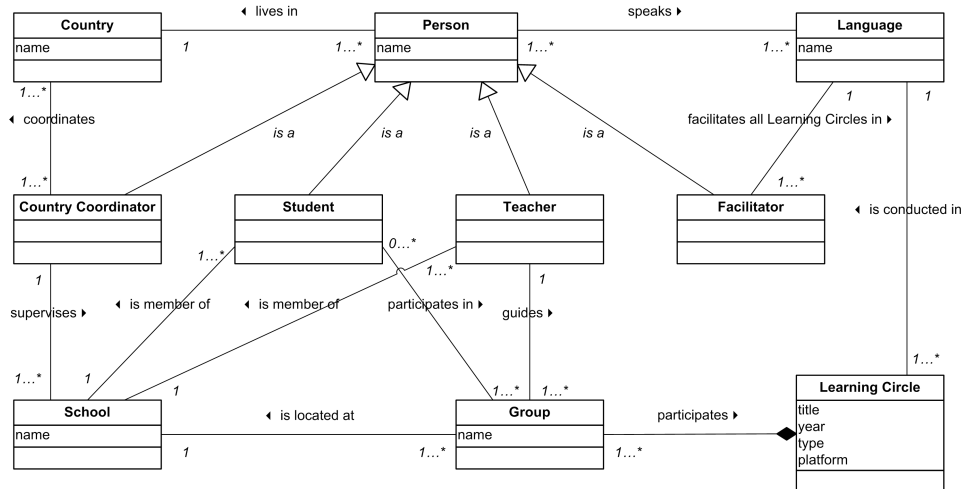 ◂ lives in
speaks ▸
Country
Person
Language
name
name
name
1
1...*
1...*
1...*
1...*
1
1
◂ coordinates
is a
is a
is a
is a
facilitates all Learning Circles in ▸
1...*
1...*
Country Coordinator
Student
Teacher
Facilitator
◂ is conducted in
1...*
0...*
1...*
1
1
supervises ▸
◂ is member of
◂ is member of
participates in ▸
guides ▸
1...*
1...*
1
1
1...*
1...*
School
Group
Learning Circle
◂ is located at
participates ▸
name
name
title
year
type
platform
1
1...*
1...*